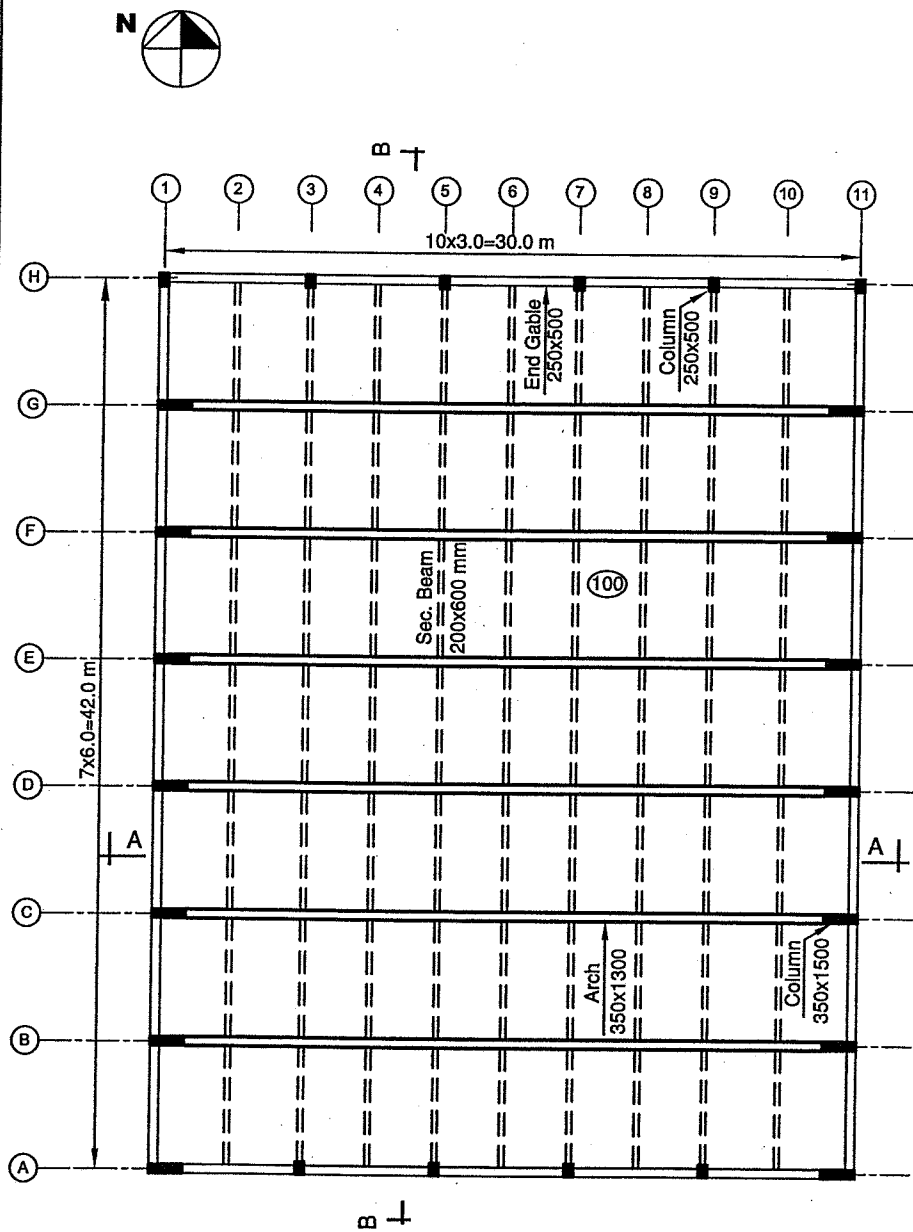 N
B
1 2 3 4 5 6 7 8 9 10 11
10x3.0=30.0 m
H
End Gable
250x500
Column
250x500
G
F
Sec. Beam
200x600 mm
100
E
7x6.0=42.0 m
D
A A
C
Arch
350x1300
Column
350x1500
B
A
B